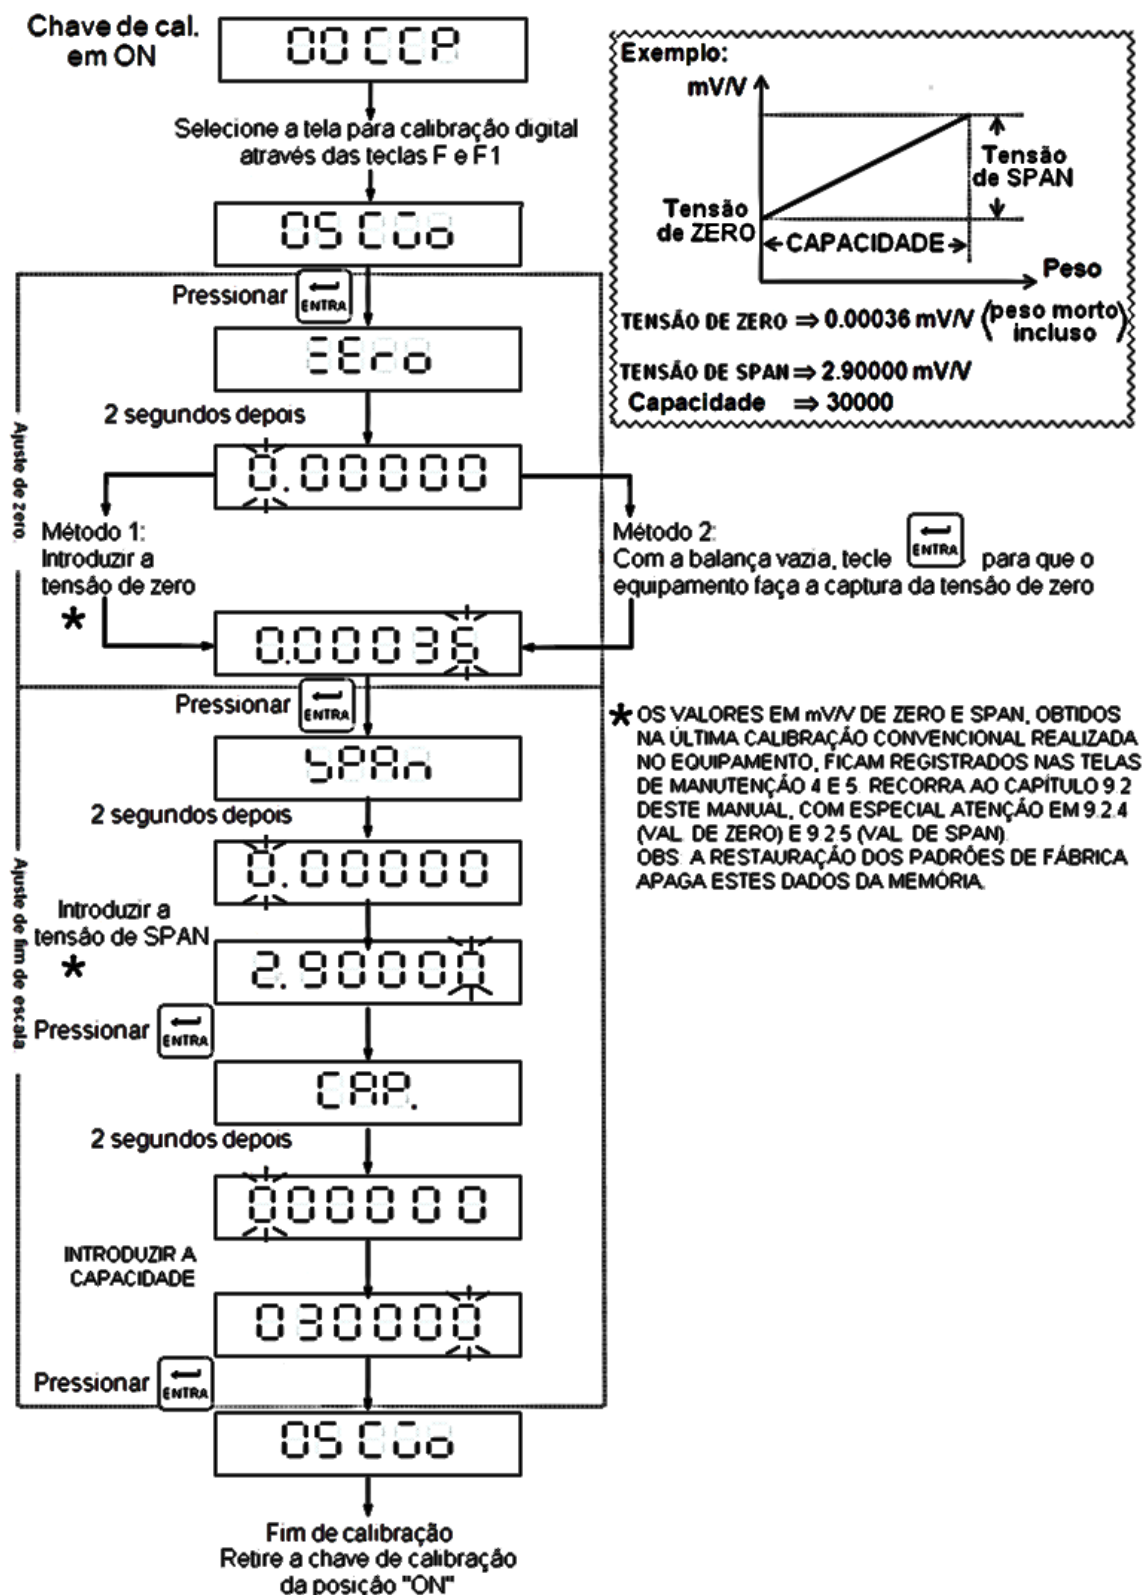 Chave de cal.
em ON
00 CCP
Selecione a tela para calibração digital
através das teclas F e F1
Exemplo:
mV/V
Tensão
de SPAN
Tensão
de ZERO
CAPACIDADE
Peso
TENSÃO DE ZERO ⇒ 0.00036 mV/V (peso morto
incluso)
TENSÃO DE SPAN ⇒ 2.90000 mV/V
Capacidade ⇒ 30000
Pressionar ENTRA
ZEro
2 segundos depois
0.00000
Ajuste de zero
Método 1:
Introduzir a
tensão de zero
*
Método 2:
Com a balança vazia, tecle ENTRA para que o
equipamento faça a captura da tensão de zero
0.00036
Pressionar ENTRA
SPAn
2 segundos depois
0.00000
Ajuste de fim de escala
Introduzir a
tensão de SPAN
*
2.90000
Pressionar ENTRA
CAP.
2 segundos depois
000000
INTRODUZIR A
CAPACIDADE
030000
Pressionar ENTRA
* OS VALORES EM mV/V DE ZERO E SPAN, OBTIDOS
NA ÚLTIMA CALIBRAÇÃO CONVENCIONAL REALIZADA
NO EQUIPAMENTO, FICAM REGISTRADOS NAS TELAS
DE MANUTENÇÃO 4 E 5. RECORRA AO CAPÍTULO 9.2
DESTE MANUAL, COM ESPECIAL ATENÇÃO EM 9.2.4
(VAL. DE ZERO) E 9.2.5 (VAL. DE SPAN).
OBS: A RESTAURAÇÃO DOS PADRÕES DE FÁBRICA
APAGA ESTES DADOS DA MEMÓRIA.
Fim de calibração
Retire a chave de calibração
da posição "ON"